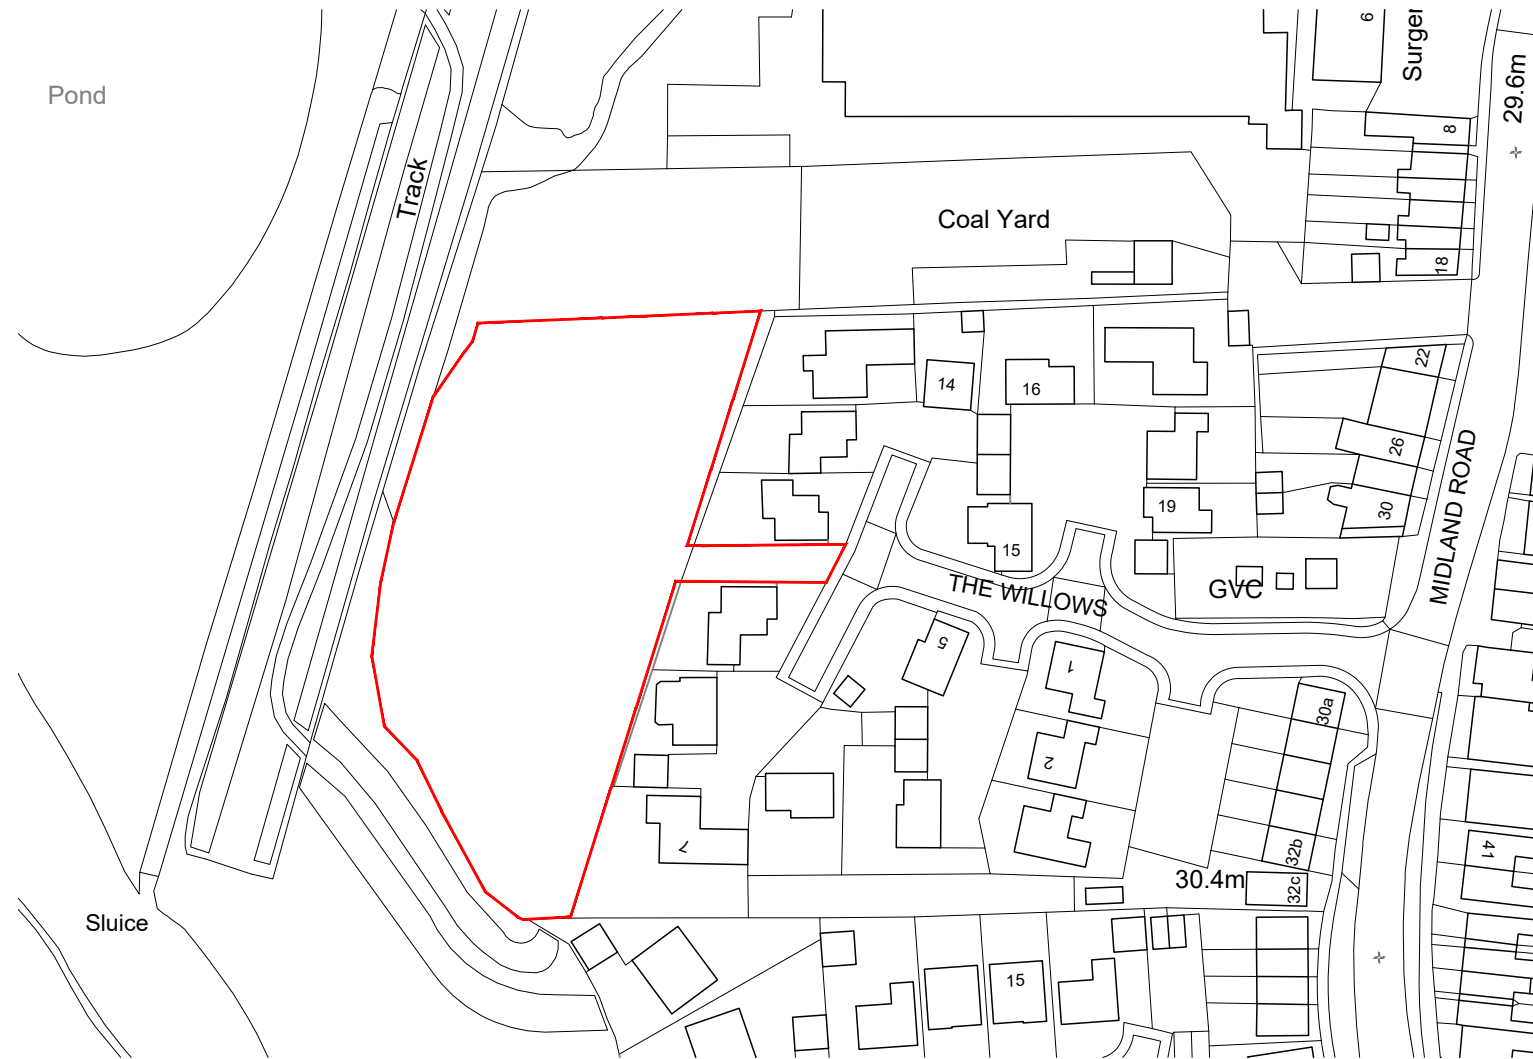 6
Surger
Pond
29.6m
8
Track
Coal Yard
18
22
14
16
26
19
30
15
MIDLAND ROAD
THE WILLOWS
GVC
5
1
30a
2
7
32b
41
30.4m
32c
Sluice
15